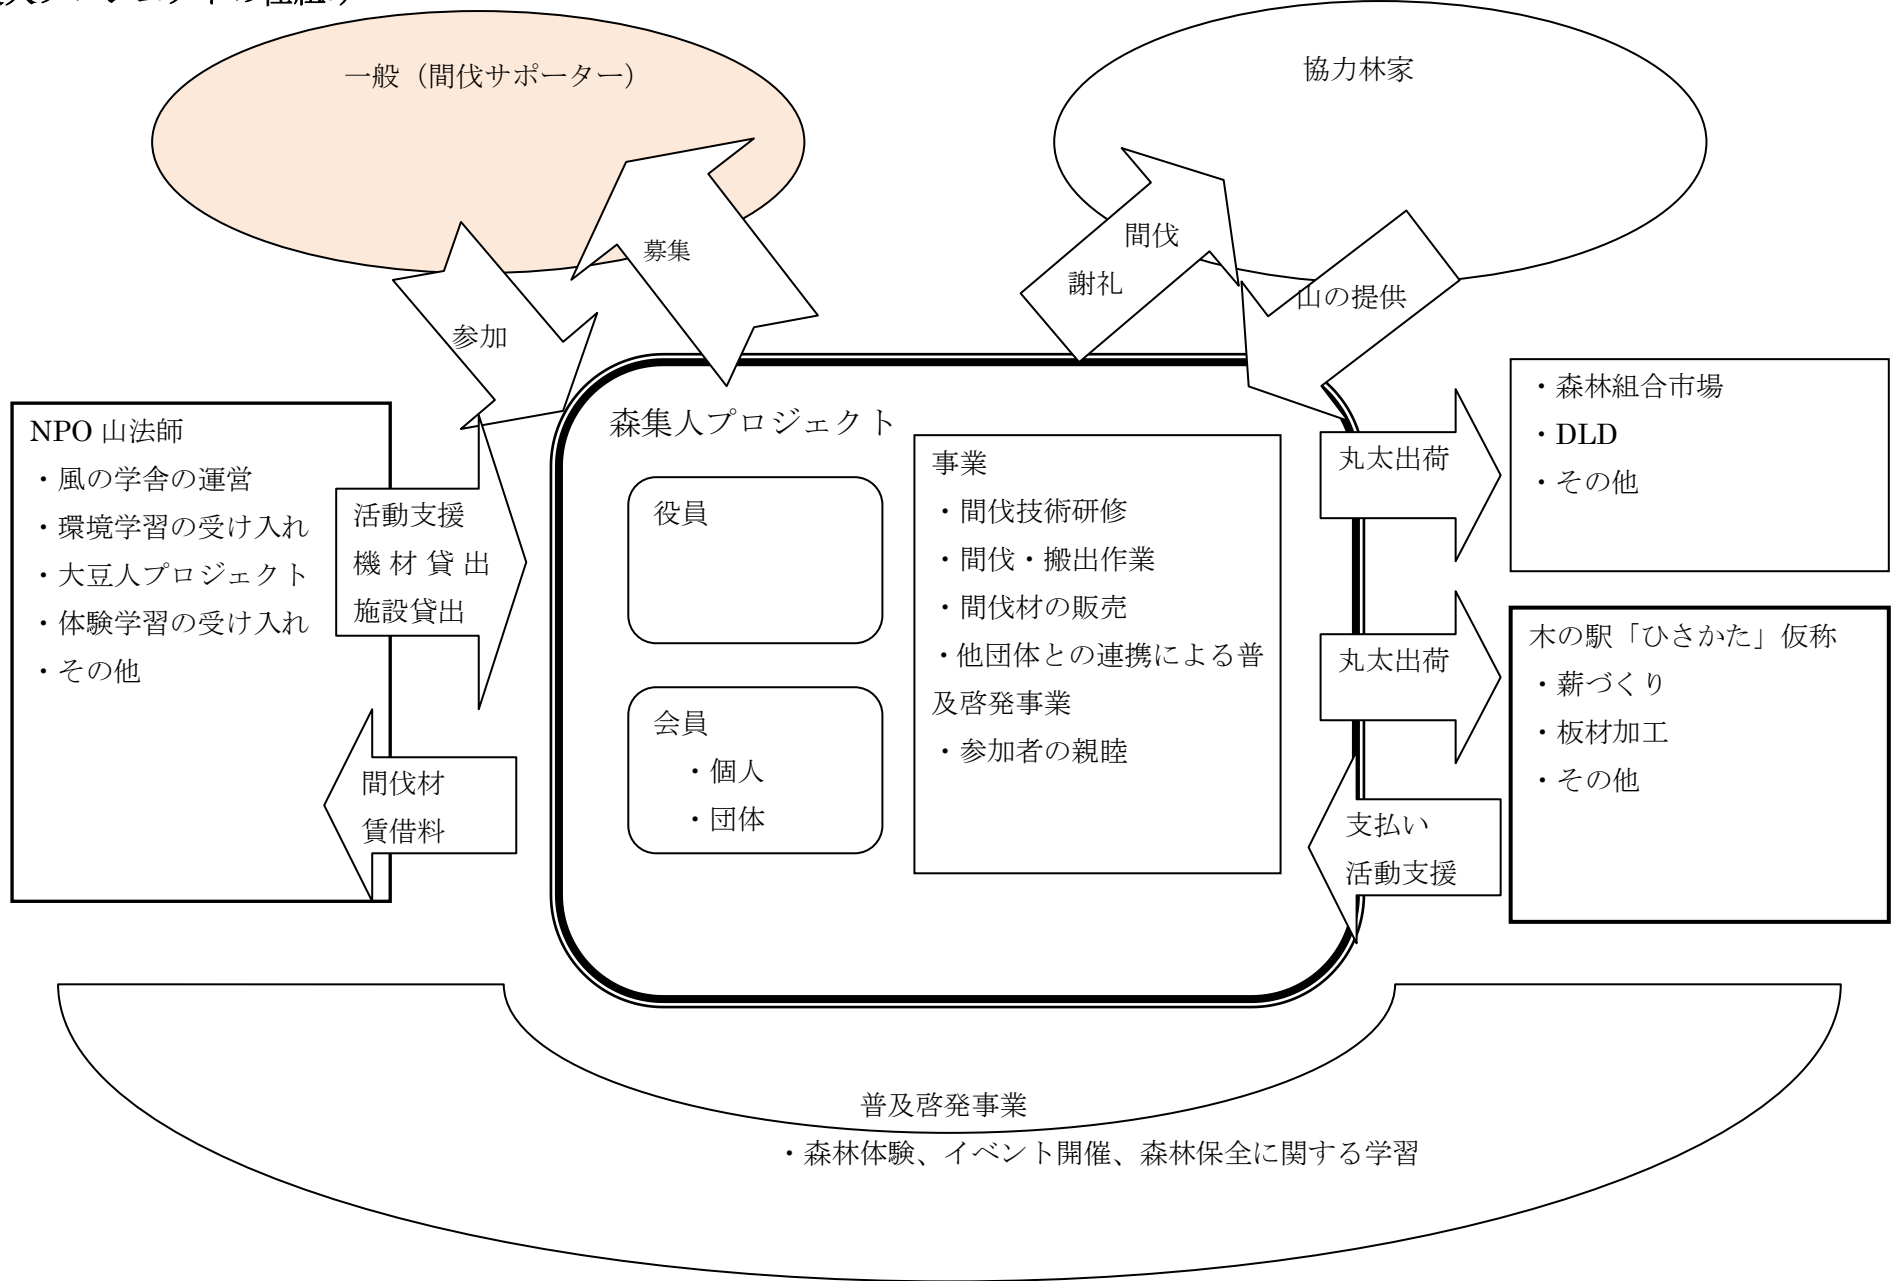 一般（間伐サポーター）
協力林家
募集
参加
間伐
謝礼
山の提供
NPO 山法師
・風の学舎の運営
・環境学習の受け入れ
・大豆人プロジェクト
・体験学習の受け入れ
・その他
活動支援
機材貸出
施設貸出
間伐材
賃借料
森集人プロジェクト
役員
会員
・個人
・団体
事業
・間伐技術研修
・間伐・搬出作業
・間伐材の販売
・他団体との連携による普
及啓発事業
・参加者の親睦
丸太出荷
・森林組合市場
・DLD
・その他
丸太出荷
木の駅「ひさかた」仮称
・薪づくり
・板材加工
・その他
支払い
活動支援
普及啓発事業
・森林体験、イベント開催、森林保全に関する学習